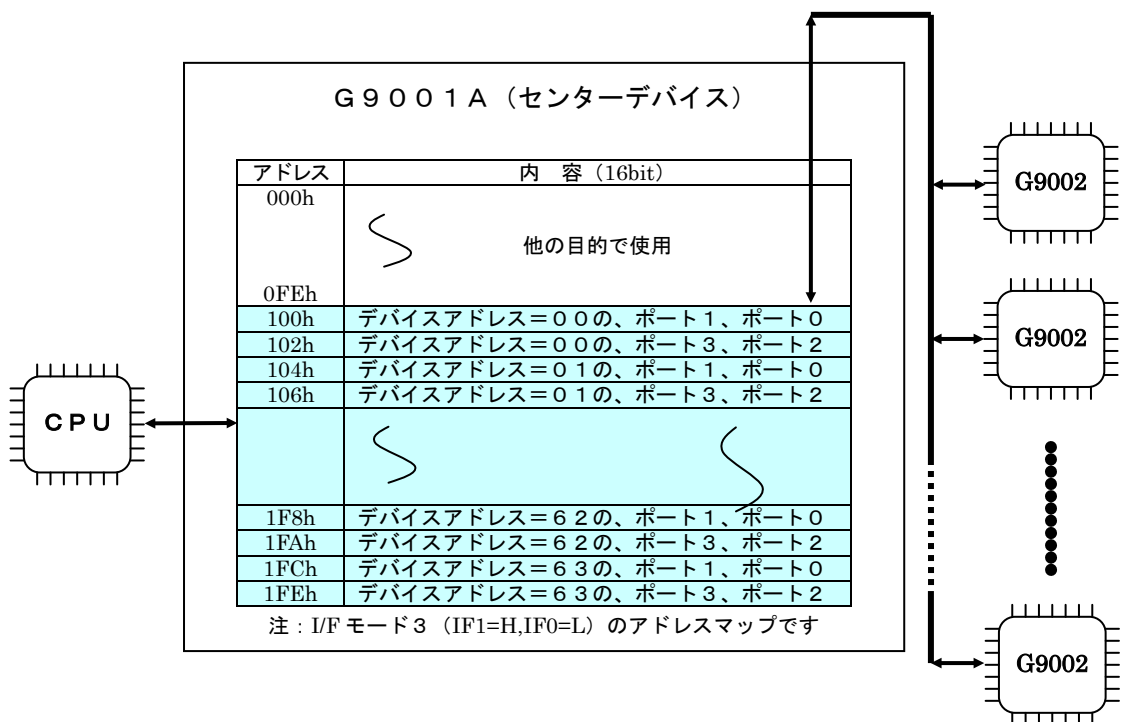 G9001A(センターデバイス)
アドレス 内 容(16bit)
000h
他の目的で使用
0FEh
100h デバイスアドレス=00の、ポート1、ポート0
102h デバイスアドレス=00の、ポート3、ポート2
104h デバイスアドレス=01の、ポート1、ポート0
106h デバイスアドレス=01の、ポート3、ポート2
1F8h デバイスアドレス=62の、ポート1、ポート0
1FAh デバイスアドレス=62の、ポート3、ポート2
1FCh デバイスアドレス=63の、ポート1、ポート0
1FEh デバイスアドレス=63の、ポート3、ポート2
注:I/Fモード3(IF1=H,IF0=L)のアドレスマップです
CPU
G9002
G9002
G9002